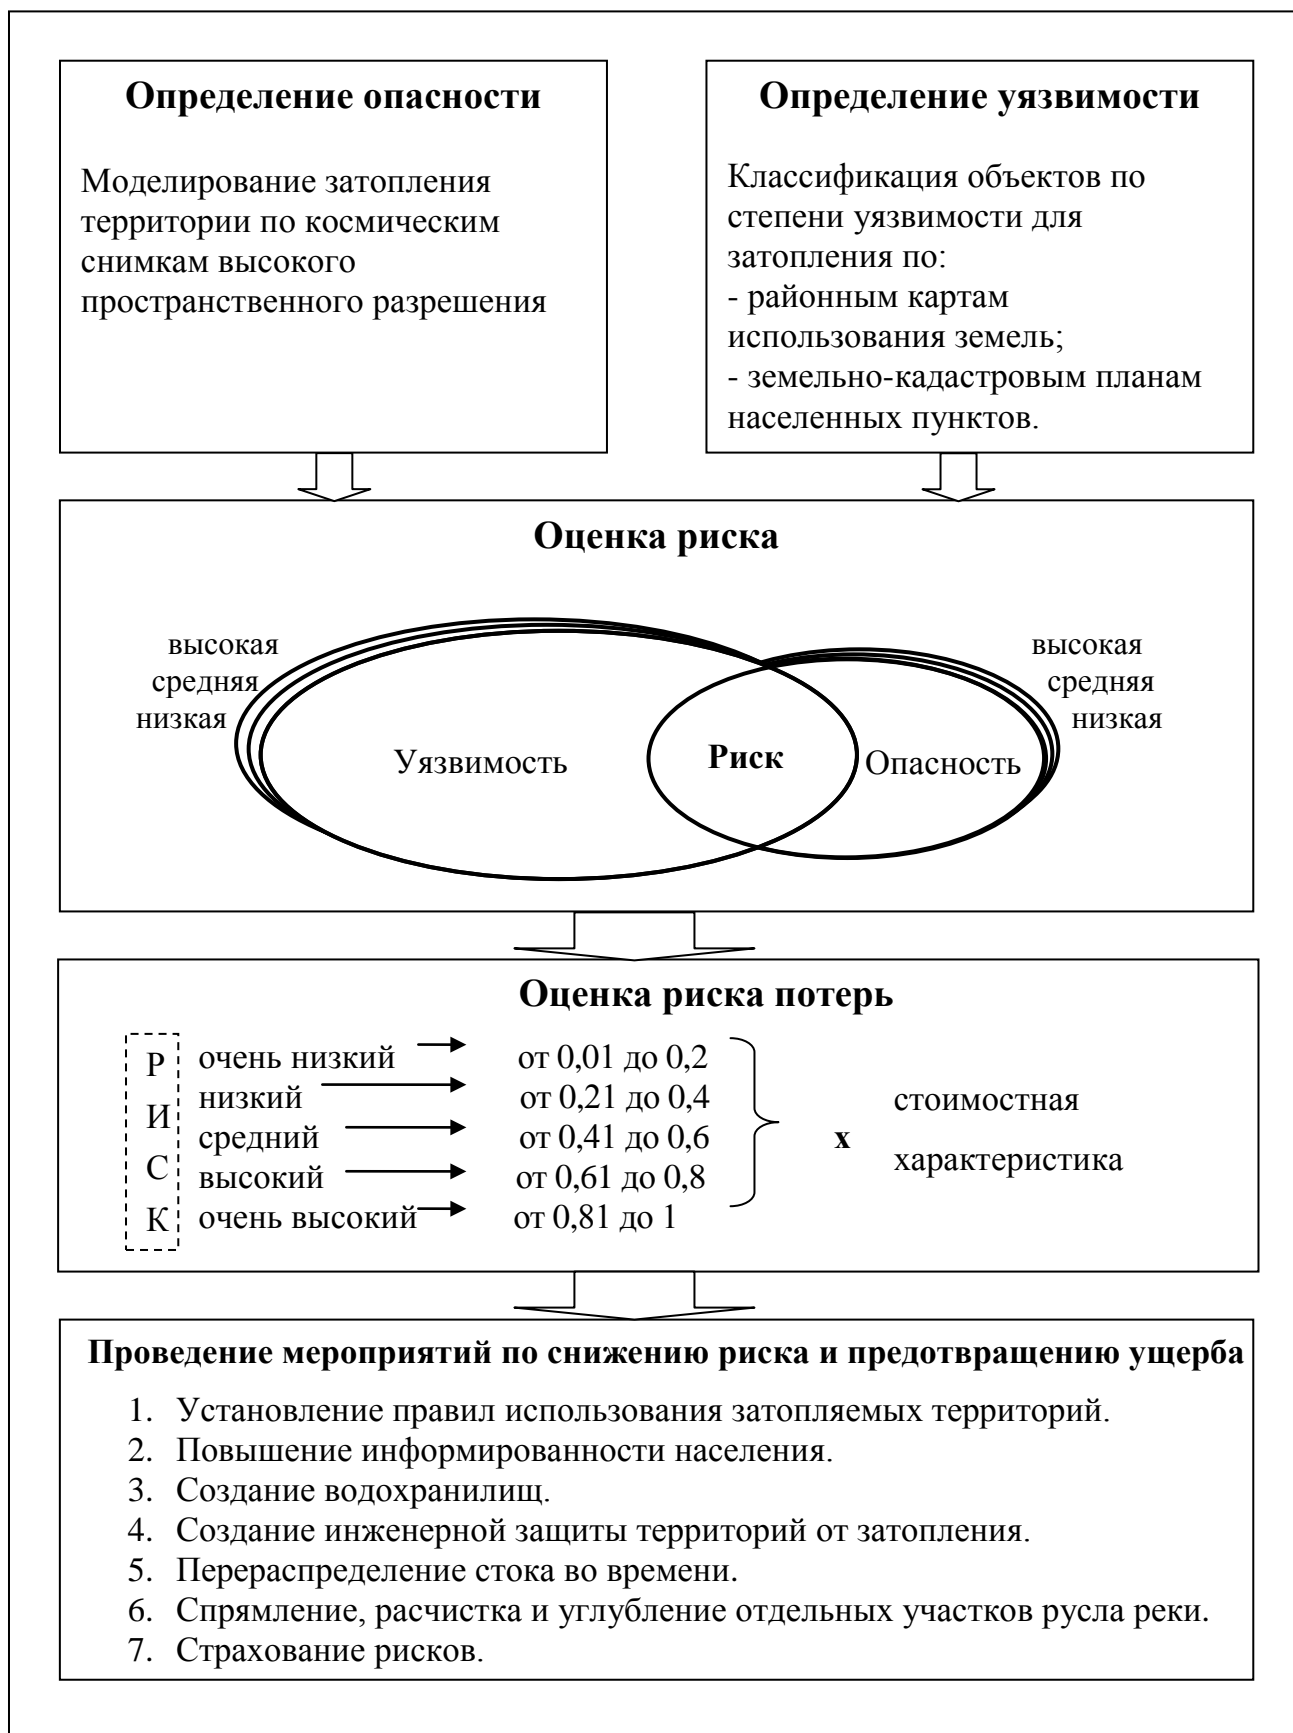 Определение опасности
Моделирование затопления
территории по космическим
снимкам высокого
пространственного разрешения
Определение уязвимости
Классификация объектов по
степени уязвимости для
затопления по:
- районным картам
использования земель;
- земельно-кадастровым планам
населенных пунктов.
Оценка риска
высокая
средняя
низкая
Уязвимость
Риск
Опасность
высокая
средняя
низкая
Оценка риска потерь
Р
И
С
К
очень низкий от 0,01 до 0,2
низкий от 0,21 до 0,4
средний от 0,41 до 0,6
высокий от 0,61 до 0,8
очень высокий от 0,81 до 1
х
стоимостная
характеристика
Проведение мероприятий по снижению риска и предотвращению ущерба
1. Установление правил использования затопляемых территорий.
2. Повышение информированности населения.
3. Создание водохранилищ.
4. Создание инженерной защиты территорий от затопления.
5. Перераспределение стока во времени.
6. Спрямление, расчистка и углубление отдельных участков русла реки.
7. Страхование рисков.